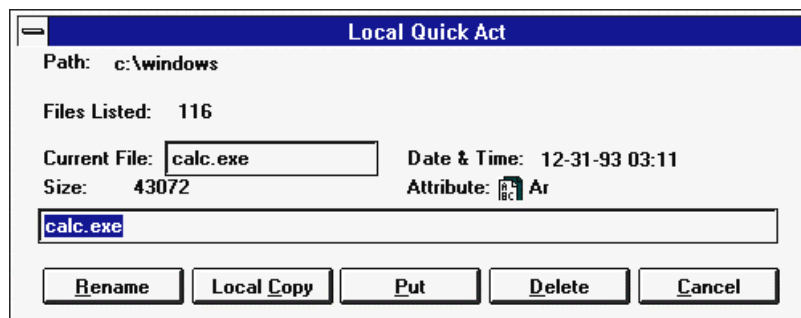 Local Quick Act
Path: c:\windows
Files Listed: 116
Current File: calc.exe Date & Time: 12-31-93 03:11
Size: 43072 Attribute: Ar
calc.exe
Rename Local Copy Put Delete Cancel